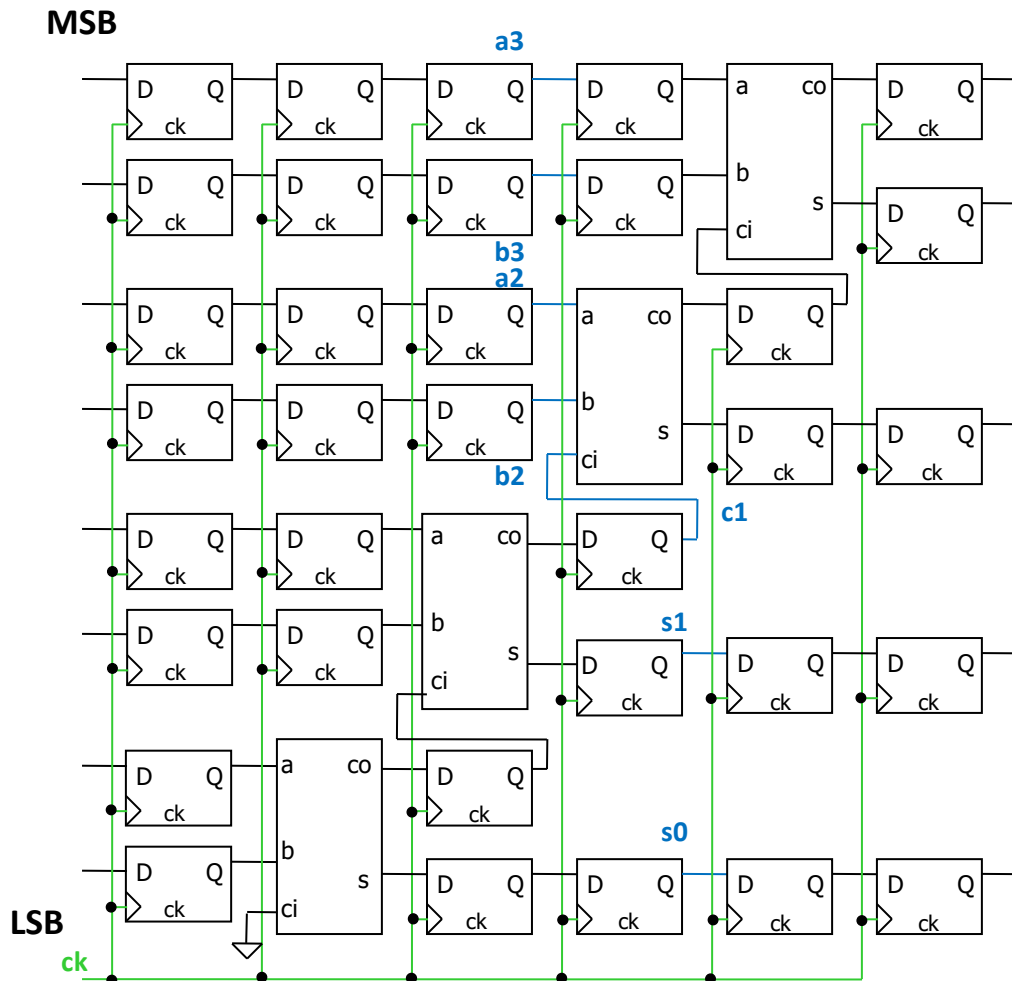 MSB
a3
D Q D Q D Q D Q a co D Q
ck ck ck ck ck
b
D Q D Q D Q D Q
s D Q
ck ck ck ck ci
ck
b3
a2
D Q D Q D Q a co D Q
ck ck ck ck
D Q D Q D Q b
s D Q D Q
ck ck ck ci
ck ck
b2
c1
D Q D Q a co D Q
ck ck ck
s1
D Q D Q b
s D Q D Q D Q
ck ck ci
ck ck ck
D Q a co D Q
ck ck
s0
D Q b
s D Q D Q D Q D Q
ck ci
ck ck ck ck
LSB
ck